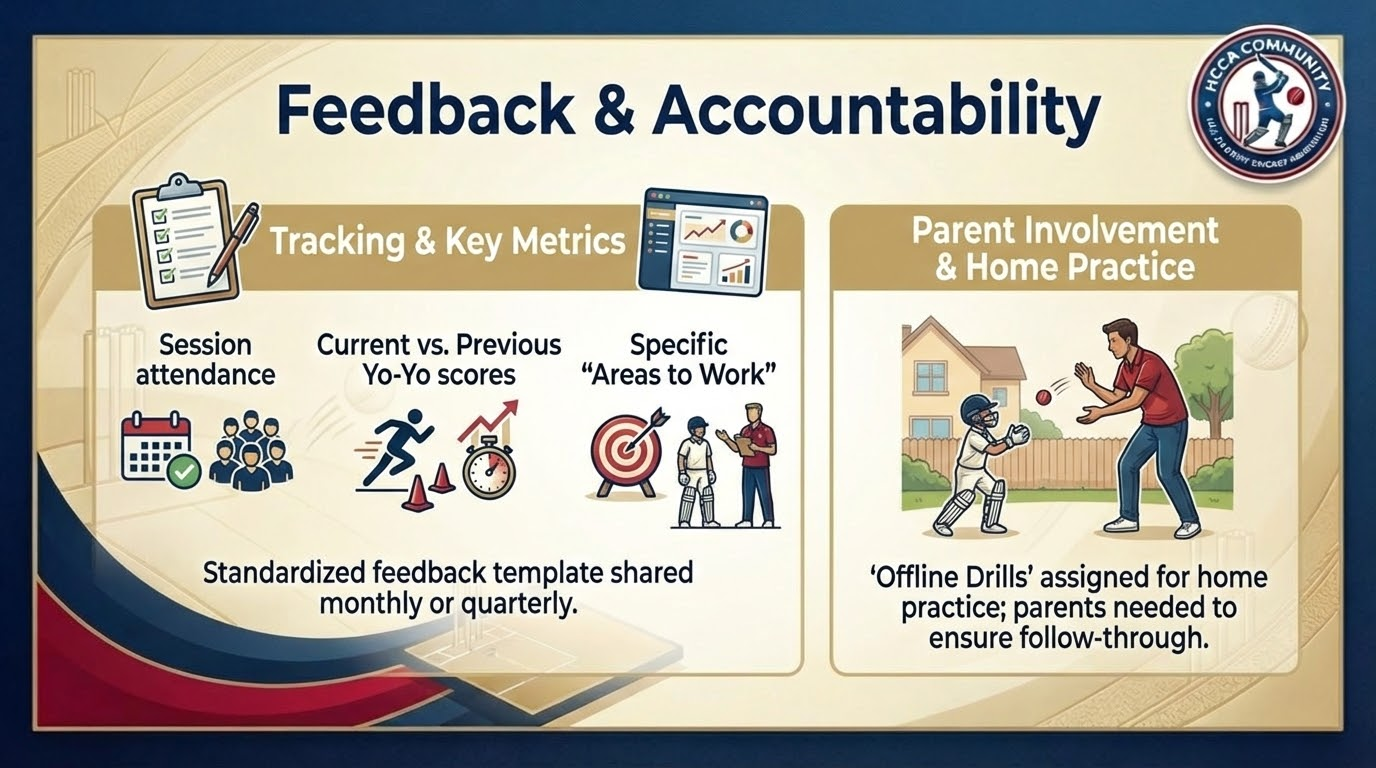 Feedback & Accountability
HCCA COMMUNITY
Tracking & Key Metrics
Session
attendance
Current vs. Previous
Yo-Yo scores
Specific
“Areas to Work”
Standardized feedback template shared
monthly or quarterly.
Parent Involvement
& Home Practice
‘Offline Drills’ assigned for home
practice; parents needed to
ensure follow-through.